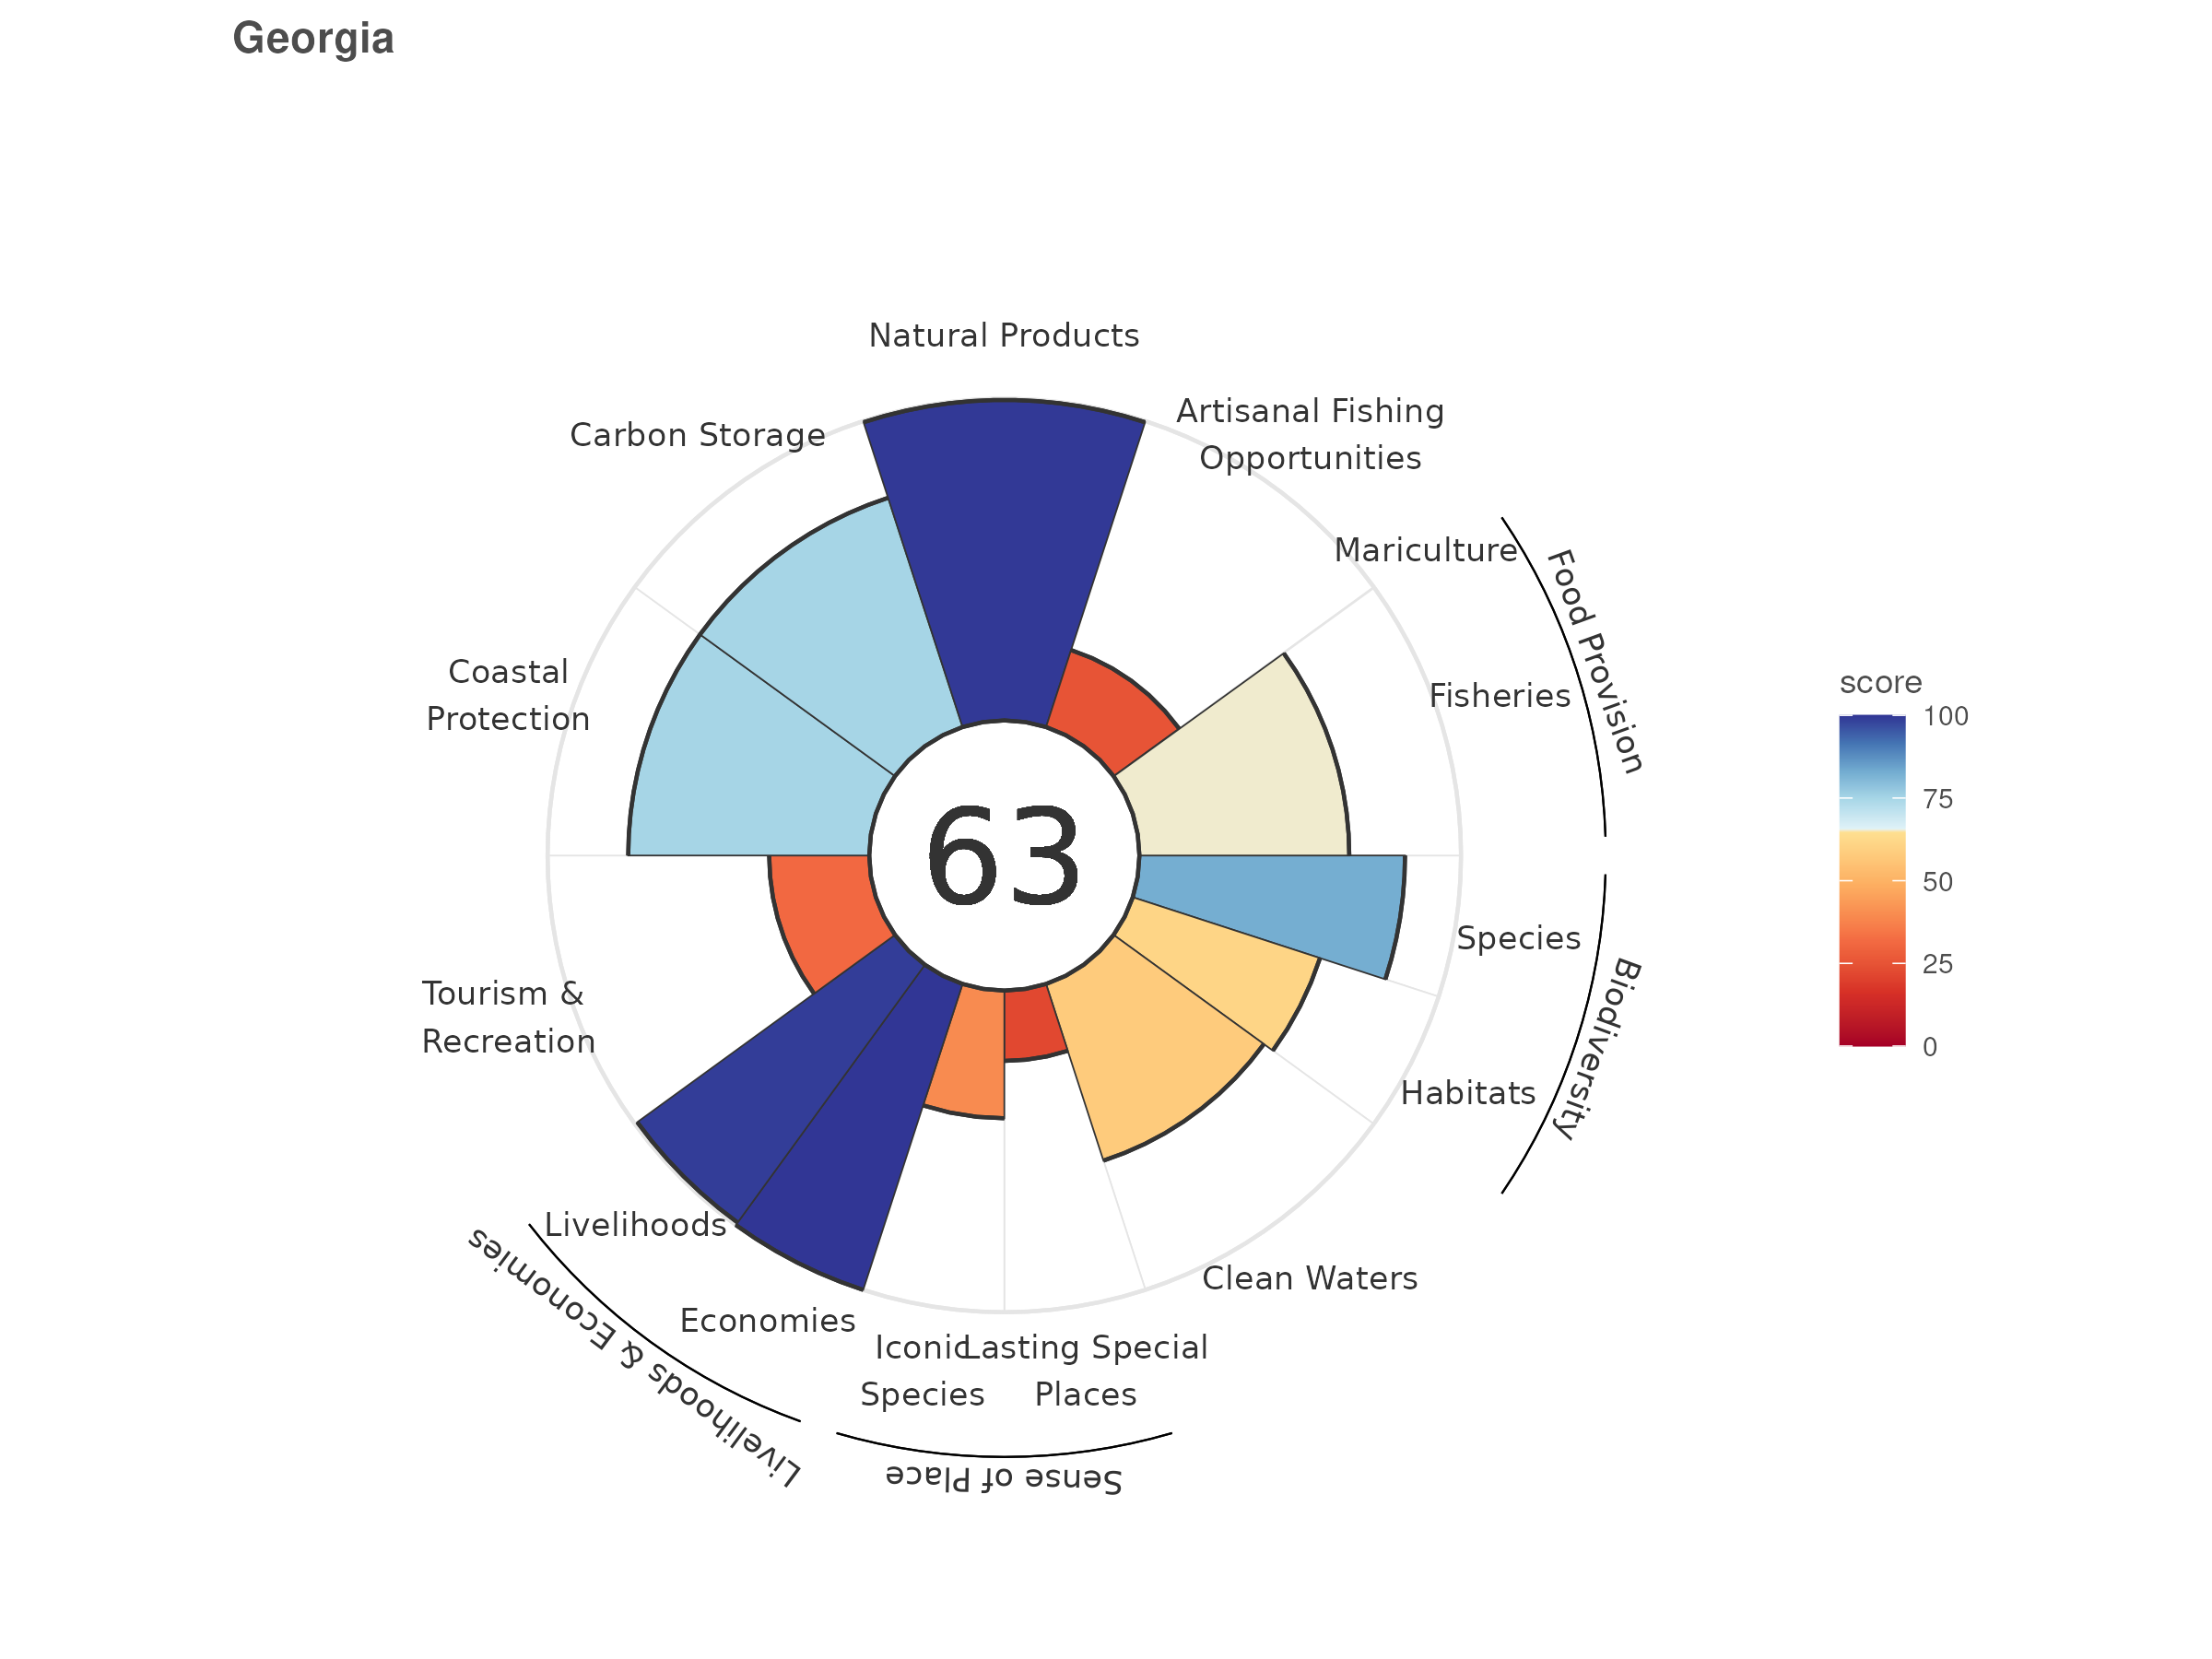 Georgia
Natural Products
Artisanal Fishing
Opportunities
Carbon Storage
Mariculture
Food Provision
Fisheries
Coastal
Protection
score
100
75
50
25
0
63
Species
Biodiversity
Habitats
Tourism &
Recreation
Clean Waters
Livelihoods
Economies
Livelihoods & Economies
Iconic
Species
Lasting Special
Places
Sense of Place